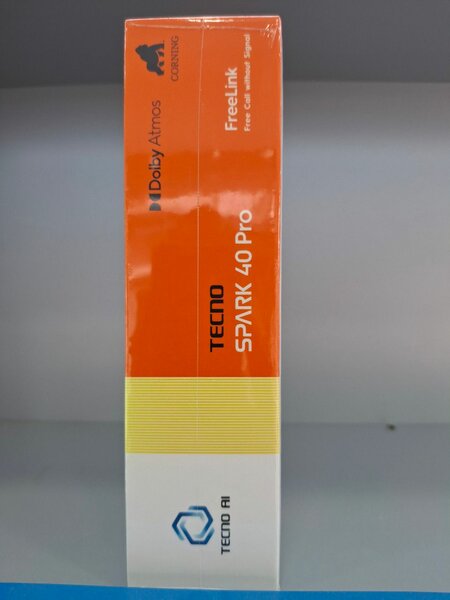 TECNO AI
TECNO
SPARK 40 Pro
Dolby Atmos
CORNING
FreeLink
Free Call without Signal